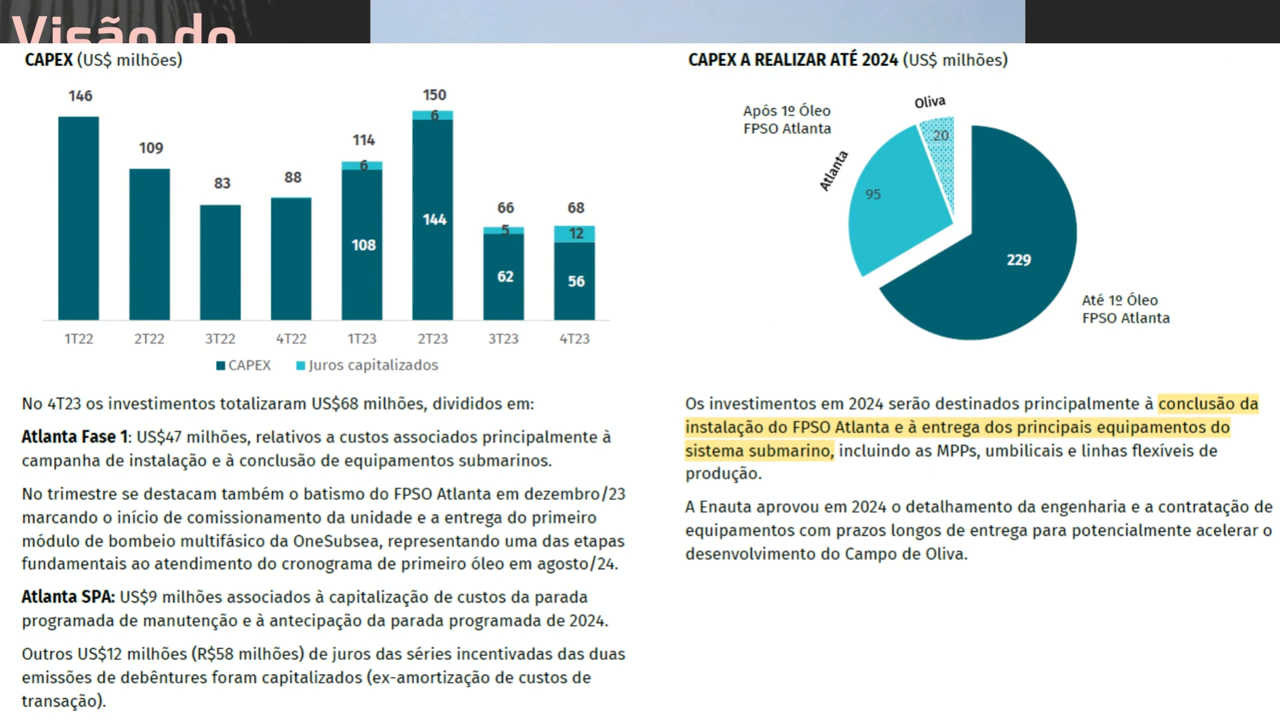 Visão do
CAPEX (US$ milhões)
146
109
83
88
114
6
108
150
6
144
66
5
62
68
12
56
1T22
2T22
3T22
4T22
1T23
2T23
3T23
4T23
CAPEX
Juros capitalizados
No 4T23 os investimentos totalizaram US$68 milhões, divididos em:
Atlanta Fase 1: US$47 milhões, relativos a custos associados principalmente à
campanha de instalação e à conclusão de equipamentos submarinos.
No trimestre se destacam também o batismo do FPSO Atlanta em dezembro/23
marcando o início de comissionamento da unidade e a entrega do primeiro
módulo de bombeio multifásico da OneSubsea, representando uma das etapas
fundamentais ao atendimento do cronograma de primeiro óleo em agosto/24.
Atlanta SPA: US$9 milhões associados à capitalização de custos da parada
programada de manutenção e à antecipação da parada programada de 2024.
Outros US$12 milhões (R$58 milhões) de juros das séries incentivadas das duas
emissões de debêntures foram capitalizados (ex-amortização de custos de
transação).
CAPEX A REALIZAR ATÉ 2024 (US$ milhões)
Após 1º Óleo
FPSO Atlanta
Oliva
20
Atlanta
95
229
Até 1º Óleo
FPSO Atlanta
Os investimentos em 2024 serão destinados principalmente à conclusão da
instalação do FPSO Atlanta e à entrega dos principais equipamentos do
sistema submarino, incluindo as MPPs, umbilicais e linhas flexíveis de
produção.
A Enauta aprovou em 2024 o detalhamento da engenharia e a contratação de
equipamentos com prazos longos de entrega para potencialmente acelerar o
desenvolvimento do Campo de Oliva.